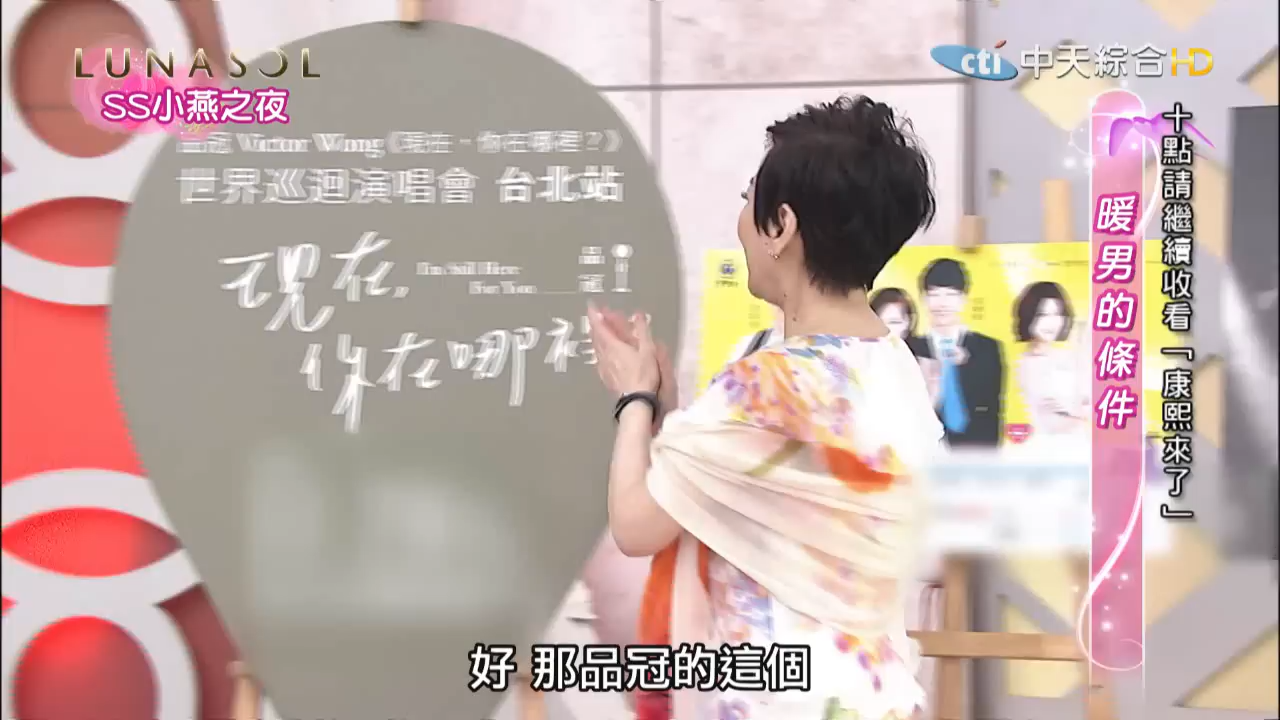 LUNASOL
SS小燕之夜
cti 中天綜合HD
品冠 Victor Wong《現在,你在哪裡?》
世界巡迴演唱會 台北站
現在,
I'm Still Here
For You
品冠
你在哪裡
暖男的條件
十點請繼續收看「康熙來了」
好 那品冠的這個